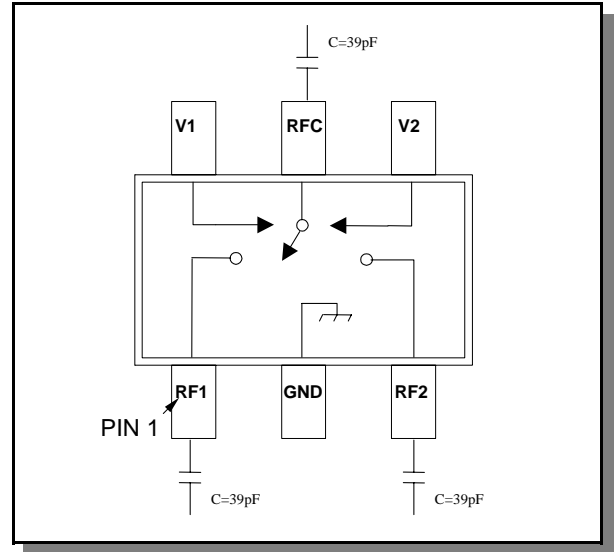 C=39pF
V1
RFC
V2
RF1
GND
RF2
PIN 1
C=39pF
C=39pF